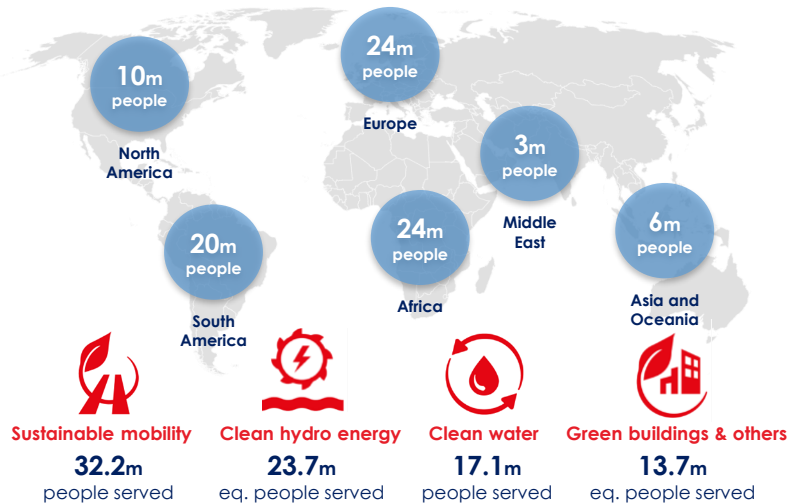 10m
people
North
America
24m
people
Europe
3m
people
Middle
East
20m
people
South
America
24m
people
Africa
6m
people
Asia and
Oceania
Sustainable mobility
32.2m
people served
Clean hydro energy
23.7m
eq. people served
Clean water
17.1m
people served
Green buildings & others
13.7m
eq. people served